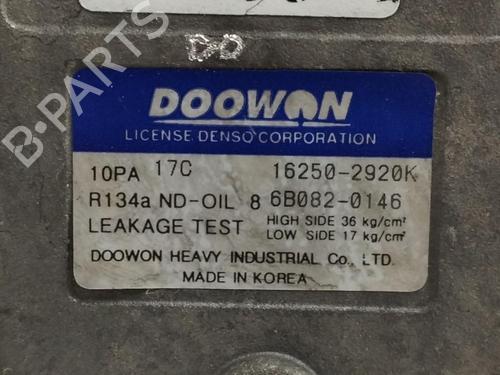 DOOWON
LICENSE DENSO CORPORATION
10PA 17C 16250-2920K
R134a ND-OIL 8 6B082-0146
LEAKAGE TEST HIGH SIDE 36 kg/cm²
LOW SIDE 17 kg/cm²
DOOWON HEAVY INDUSTRIAL Co., LTD.
MADE IN KOREA
B-PARTS